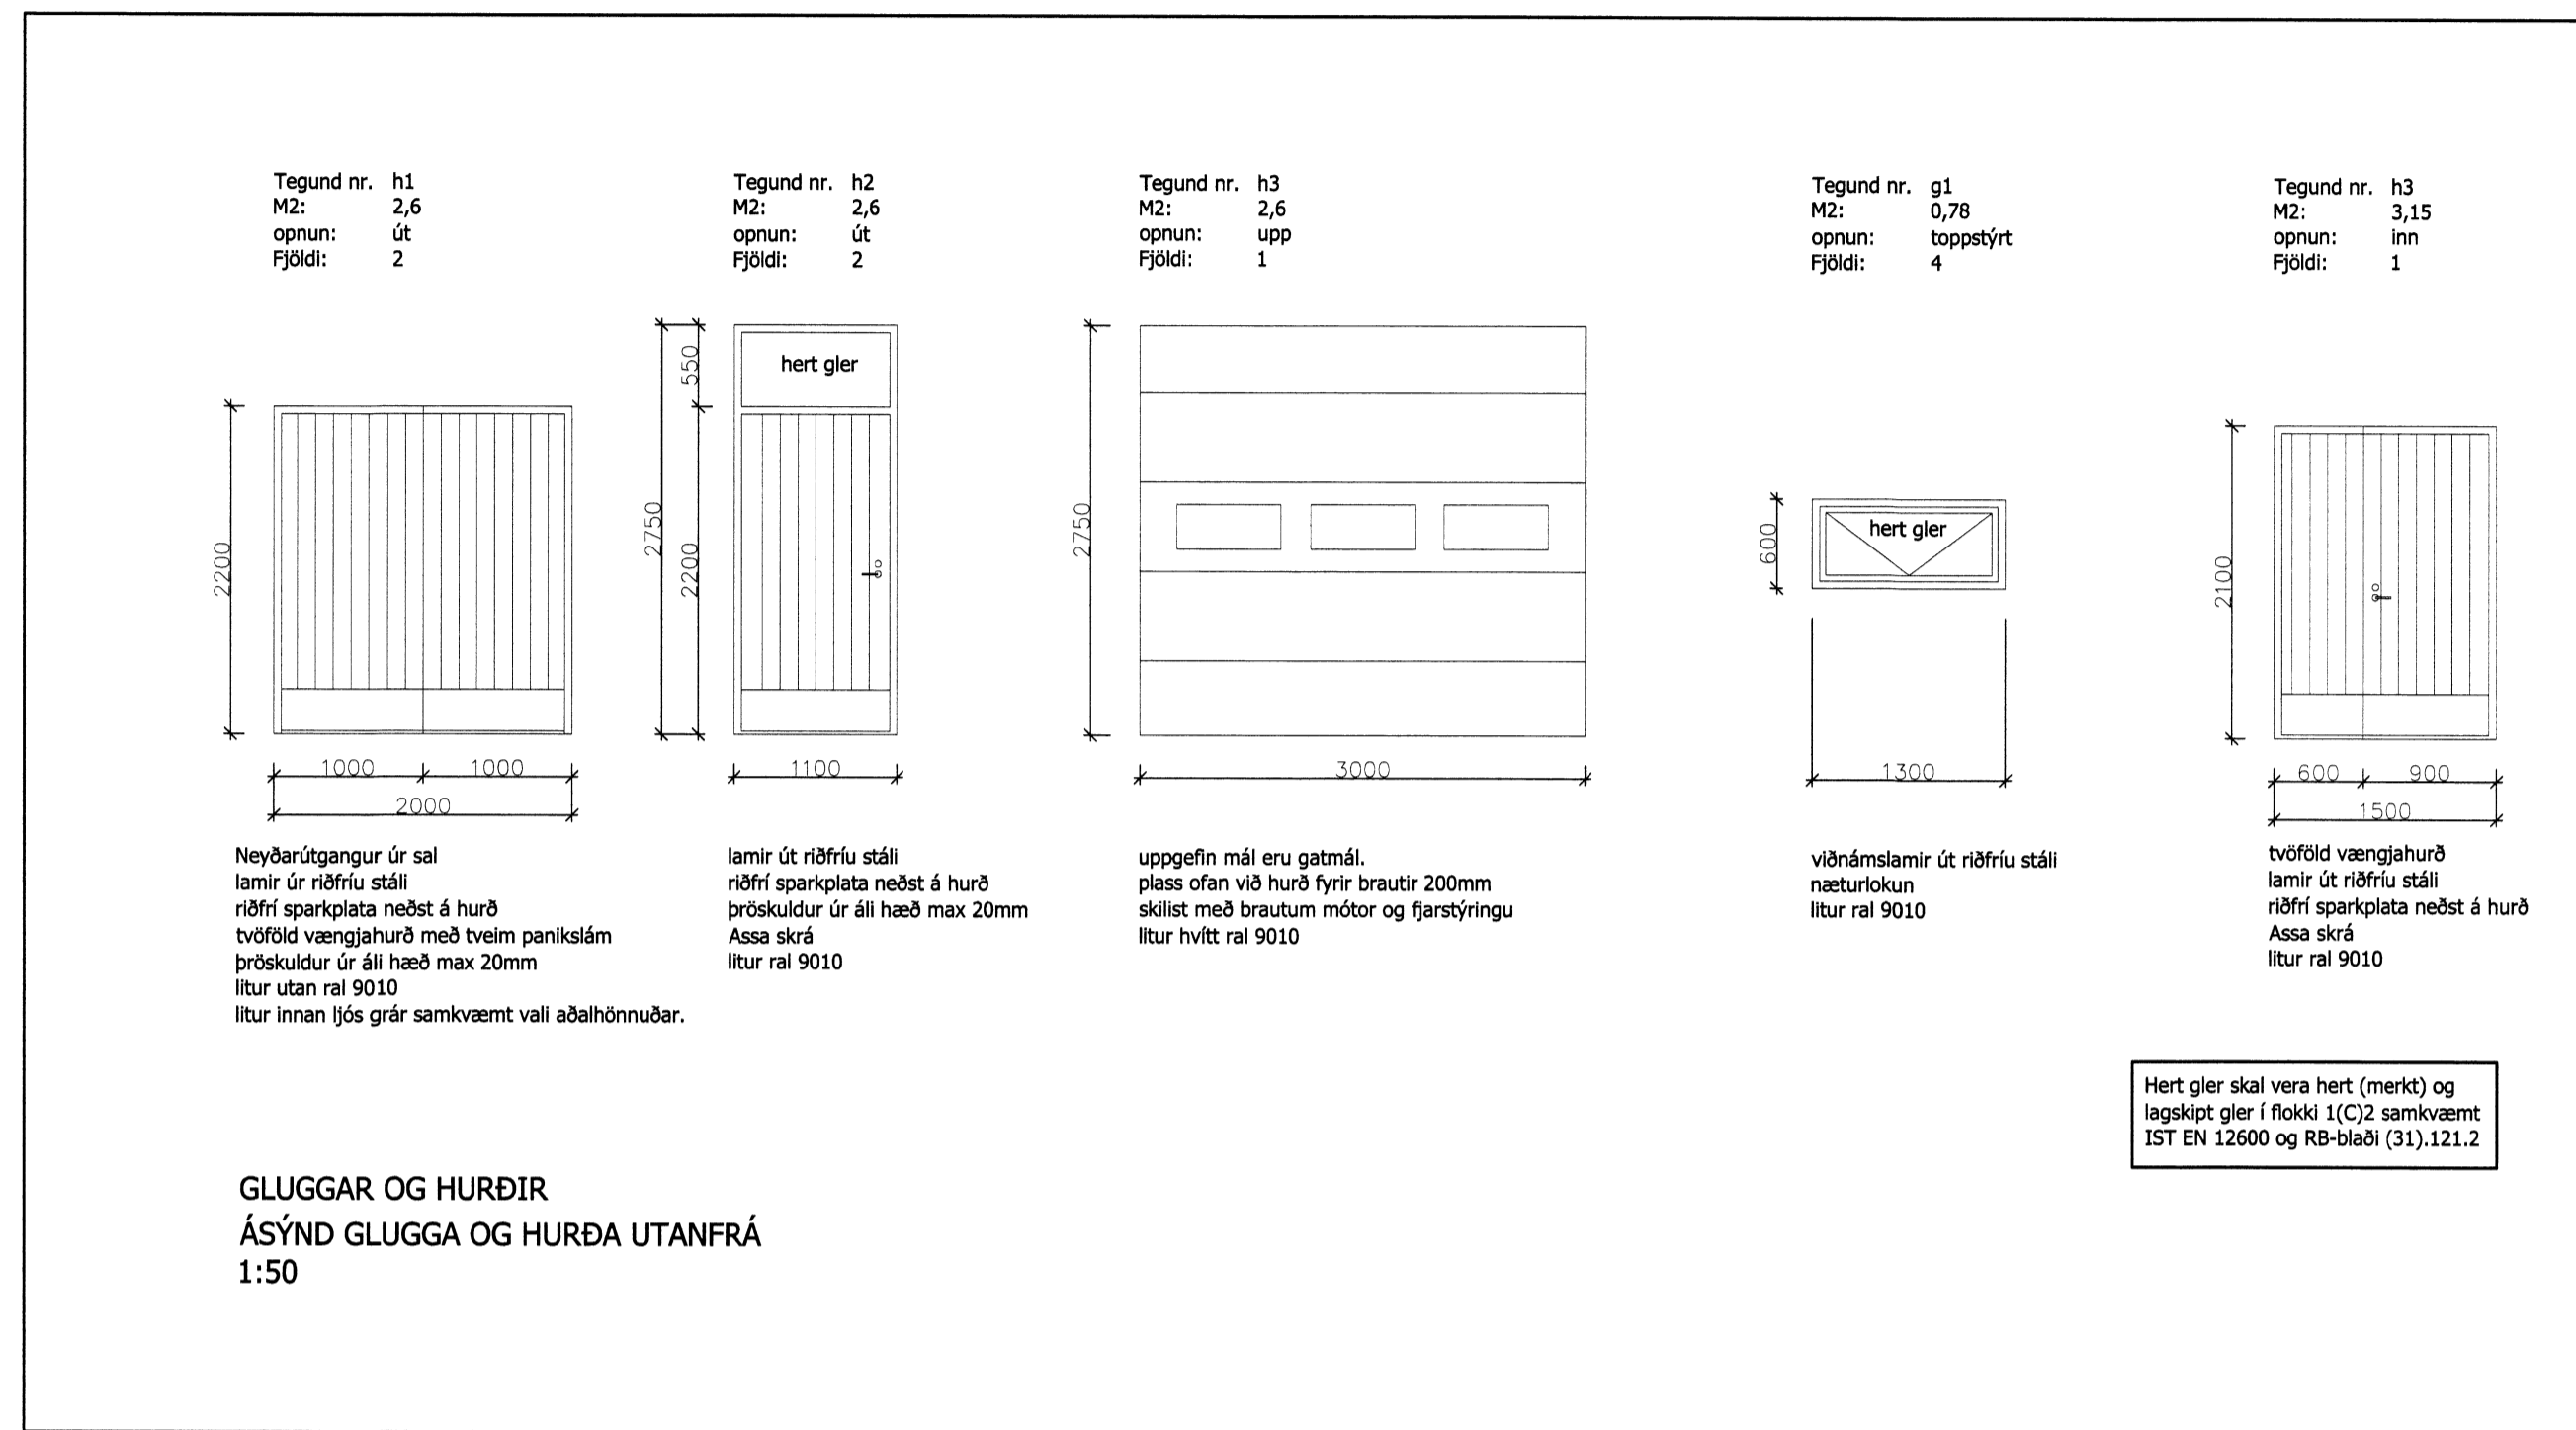 Tegund nr. h1
M2: 2,6
opnun: út
Fjöldi: 2
Tegund nr. h2
M2: 2,6
opnun: út
Fjöldi: 2
Tegund nr. h3
M2: 2,6
opnun: upp
Fjöldi: 1
Tegund nr. g1
M2: 0,78
opnun: toppstýrt
Fjöldi: 4
Tegund nr. h3
M2: 3,15
opnun: inn
Fjöldi: 1
2200
1000 1000
2000
550
2750
2200
hert gler
1100
2750
3000
600
hert gler
1300
2100
600 900
1500
Neyðarútgangur úr sal
lamir úr riðfríu stáli
riðfrí sparkplata neðst á hurð
tvöföld vængjahurð með tveim panikslám
þröskuldur úr áli hæð max 20mm
litur utan ral 9010
litur innan ljós grár samkvæmt vali aðalhönnuðar.
lamir út riðfríu stáli
riðfrí sparkplata neðst á hurð
þröskuldur úr áli hæð max 20mm
Assa skrá
litur ral 9010
uppgefin mál eru gatmál.
plass ofan við hurð fyrir brautir 200mm
skilist með brautum mótor og fjarstýringu
litur hvítt ral 9010
viðnámslamir út riðfríu stáli
næturlokun
litur ral 9010
tvöföld vængjahurð
lamir út riðfríu stáli
riðfrí sparkplata neðst á hurð
Assa skrá
litur ral 9010
Hert gler skal vera hert (merkt) og
lagskipt gler í flokki 1(C)2 samkvæmt
IST EN 12600 og RB-blaði (31).121.2
GLUGGAR OG HURÐIR
ÁSÝND GLUGGA OG HURÐA UTANFRÁ
1:50